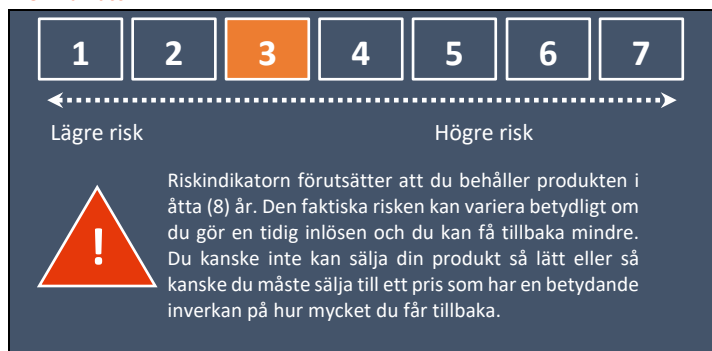 1 2 3 4 5 6 7
Lägre risk Högre risk
Riskindikatorn förutsätter att du behåller produkten i
åtta (8) år. Den faktiska risken kan variera betydligt om
du gör en tidig inlösen och du kan få tillbaka mindre.
Du kanske inte kan sälja din produkt så lätt eller så
kanske du måste sälja till ett pris som har en betydande
inverkan på hur mycket du får tillbaka.
!